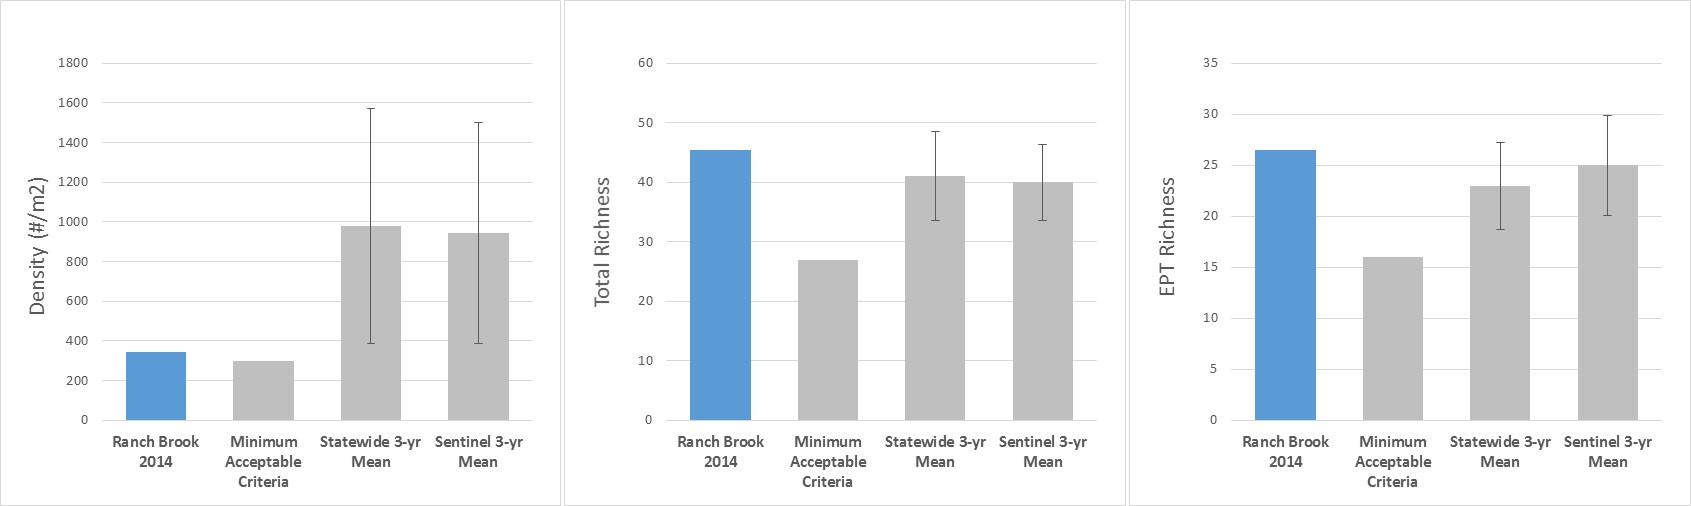 Density (#/m2)
1800
1600
1400
1200
1000
800
600
400
200
0
Ranch Brook
2014
Minimum
Acceptable
Criteria
Statewide 3-yr
Mean
Sentinel 3-yr
Mean
Total Richness
60
50
40
30
20
10
0
Ranch Brook
2014
Minimum
Acceptable
Criteria
Statewide 3-yr
Mean
Sentinel 3-yr
Mean
EPT Richness
35
30
25
20
15
10
5
0
Ranch Brook
2014
Minimum
Acceptable
Criteria
Statewide 3-yr
Mean
Sentinel 3-yr
Mean